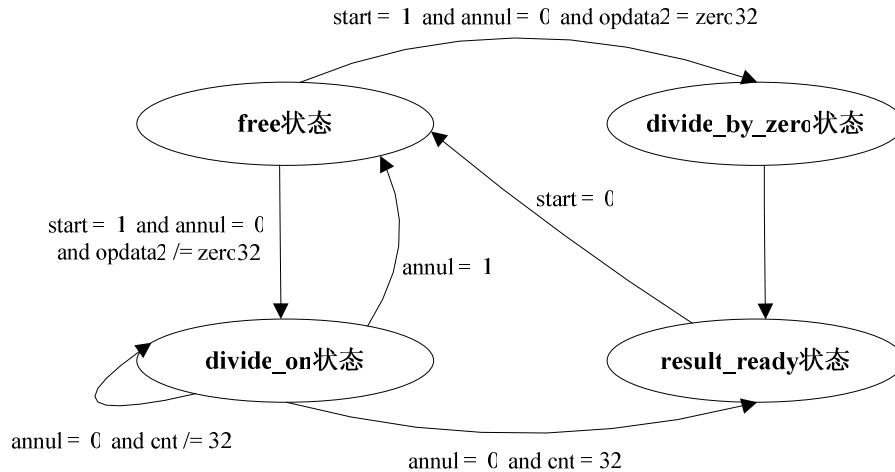 start = 1 and annul = 0 and opdata2 = zero32
free状态
divide_by_zero状态
start = 0
start = 1 and annul = 0
and opdata2 /= zero32
annul = 1
divide_on状态
result_ready状态
annul = 0 and cnt /= 32
annul = 0 and cnt = 32